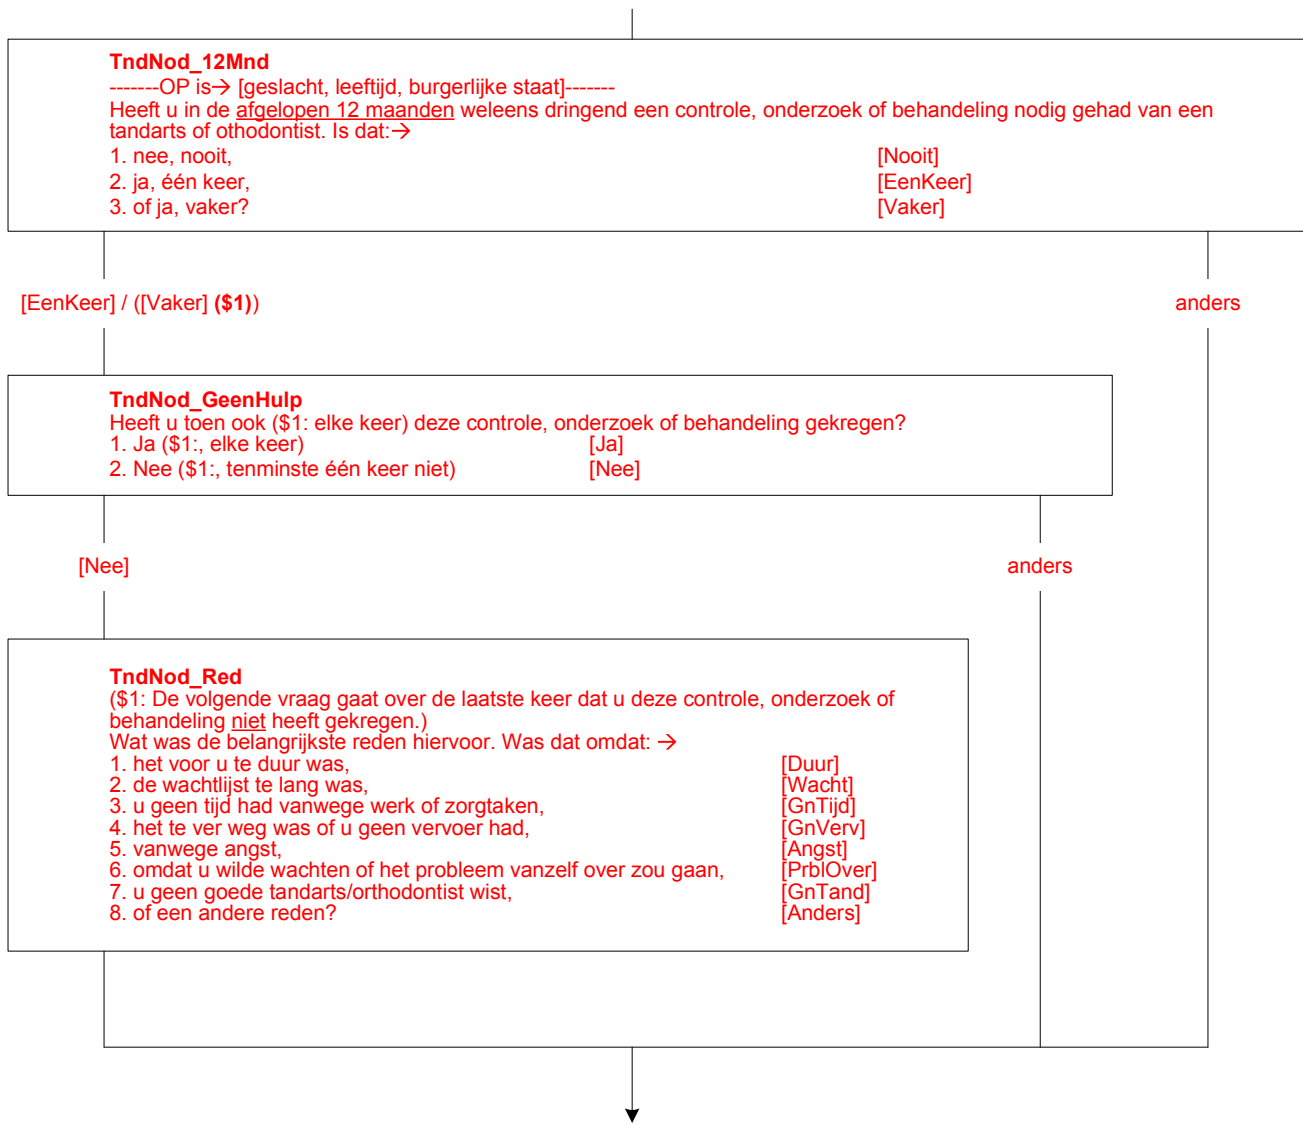 TndNod_12Mnd
-------OP is→ [geslacht, leeftijd, burgerlijke staat]-------
Heeft u in de afgelopen 12 maanden weleens dringend een controle, onderzoek of behandeling nodig gehad van een
tandarts of othodontist. Is dat:→
1. nee, nooit, [Nooit]
2. ja, één keer, [EenKeer]
3. of ja, vaker? [Vaker]
[EenKeer] / ([Vaker] ($1)) anders
TndNod_GeenHulp
Heeft u toen ook ($1: elke keer) deze controle, onderzoek of behandeling gekregen?
1. Ja ($1:, elke keer) [Ja]
2. Nee ($1:, tenminste één keer niet) [Nee]
[Nee] anders
TndNod_Red
($1: De volgende vraag gaat over de laatste keer dat u deze controle, onderzoek of
behandeling niet heeft gekregen.)
Wat was de belangrijkste reden hiervoor. Was dat omdat: →
1. het voor u te duur was, [Duur]
2. de wachtlijst te lang was, [Wacht]
3. u geen tijd had vanwege werk of zorgtaken, [GnTijd]
4. het te ver weg was of u geen vervoer had, [GnVerv]
5. vanwege angst, [Angst]
6. omdat u wilde wachten of het probleem vanzelf over zou gaan, [PrblOver]
7. u geen goede tandarts/orthodontist wist, [GnTand]
8. of een andere reden? [Anders]